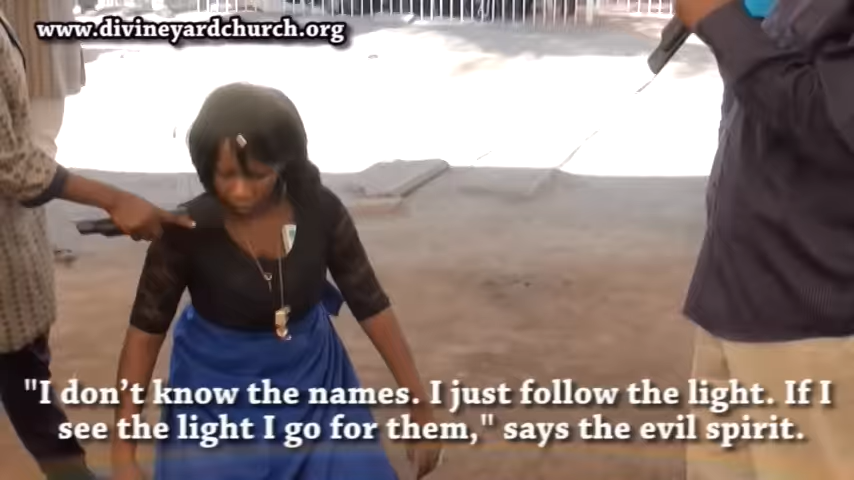 www.divineyardchurch.org
"I don't know the names. I just follow the light. If I
see the light I go for them," says the evil spirit.